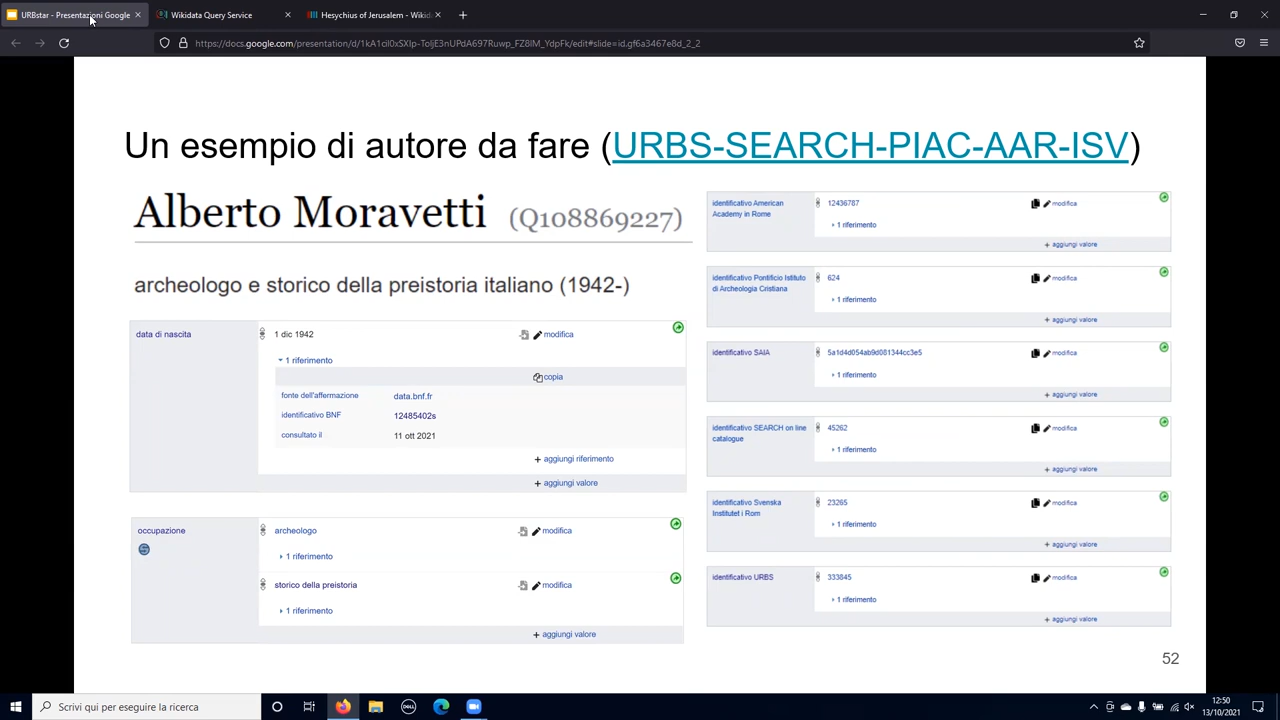 URBstar - Presentazioni Google
Wikidata Query Service
Hesychius of Jerusalem - Wikid
https://docs.google.com/presentation/d/1kA1cil0xSXIp-ToljE3nUPdA697Ruwp_FZ8lM_YdpFk/edit#slide=id.gf6a3467e8d_2_2
Un esempio di autore da fare (URBS-SEARCH-PIAC-AAR-ISV)
Alberto Moravetti (Q108869227)
archeologo e storico della preistoria italiano (1942-)
data di nascita
1 dic 1942
modifica
1 riferimento
copia
fonte dell'affermazione
data.bnf.fr
identificativo BNF
12485402s
consultato il
11 ott 2021
+ aggiungi riferimento
+ aggiungi valore
occupazione
archeologo
modifica
1 riferimento
storico della preistoria
modifica
1 riferimento
+ aggiungi valore
identificativo American
Academy in Rome
12436787
modifica
1 riferimento
+ aggiungi valore
identificativo Pontificio Istituto
di Archeologia Cristiana
624
modifica
1 riferimento
+ aggiungi valore
identificativo SAIA
5a1d4d054ab9d081344cc3e5
modifica
1 riferimento
+ aggiungi valore
identificativo SEARCH on line
catalogue
45262
modifica
1 riferimento
+ aggiungi valore
identificativo Svenska
Institutet i Rom
23265
modifica
1 riferimento
+ aggiungi valore
identificativo URBS
333845
modifica
1 riferimento
+ aggiungi valore
52
Scrivi qui per eseguire la ricerca
DELL
12:50
13/10/2021